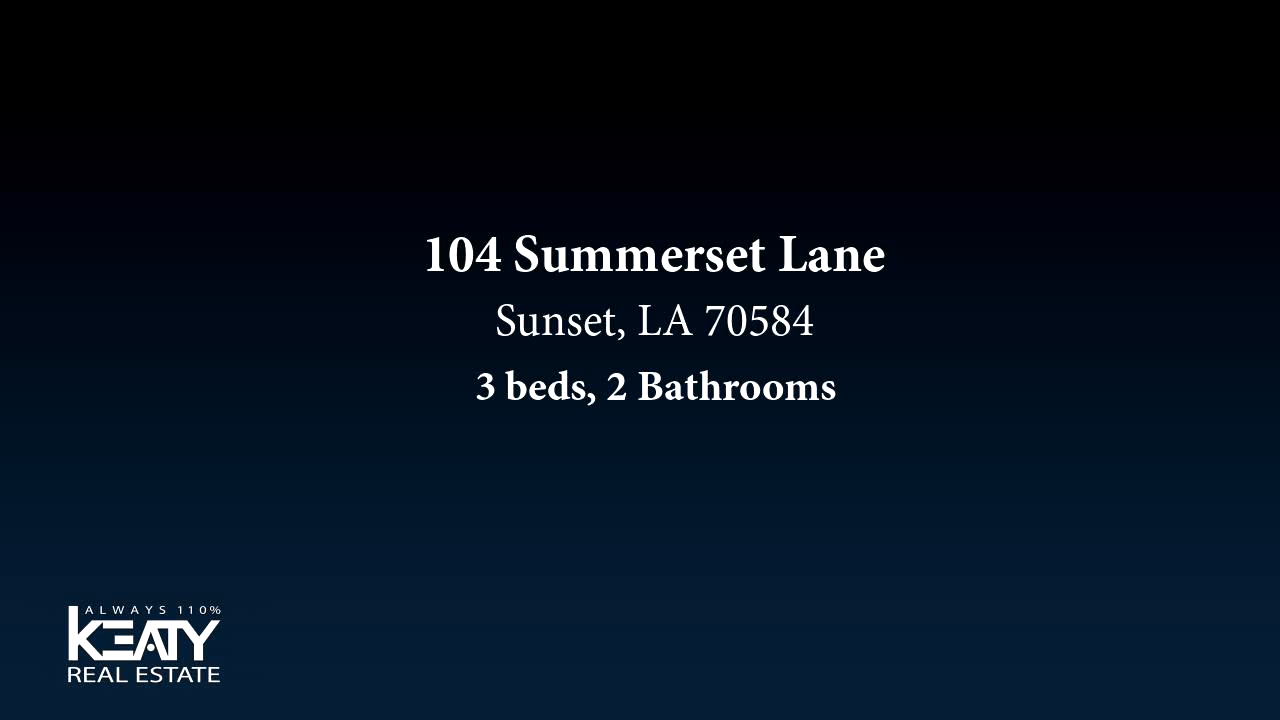 104 Summerset Lane
Sunset, LA 70584
3 beds, 2 Bathrooms
ALWAYS 110%
KEATY
REAL ESTATE